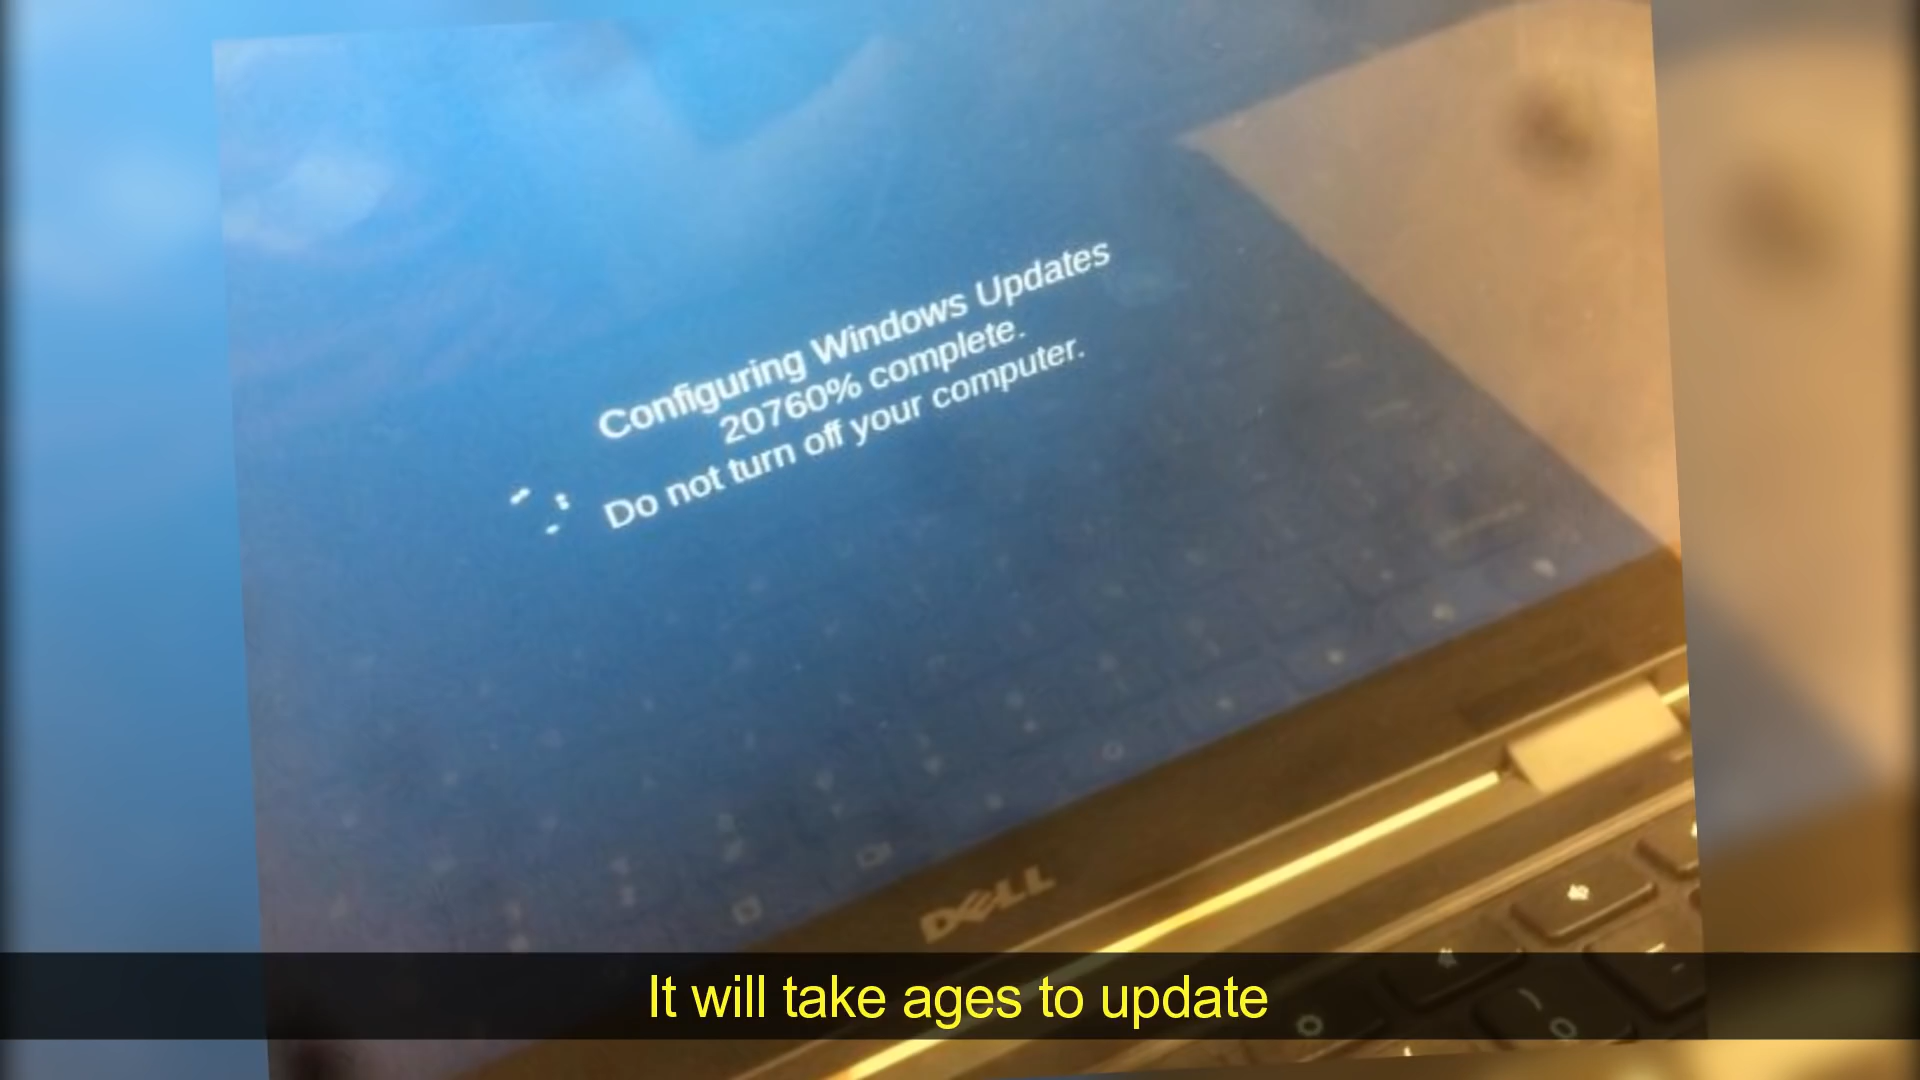 Configuring Windows Updates
20760% complete.
Do not turn off your computer.
DELL
It will take ages to update